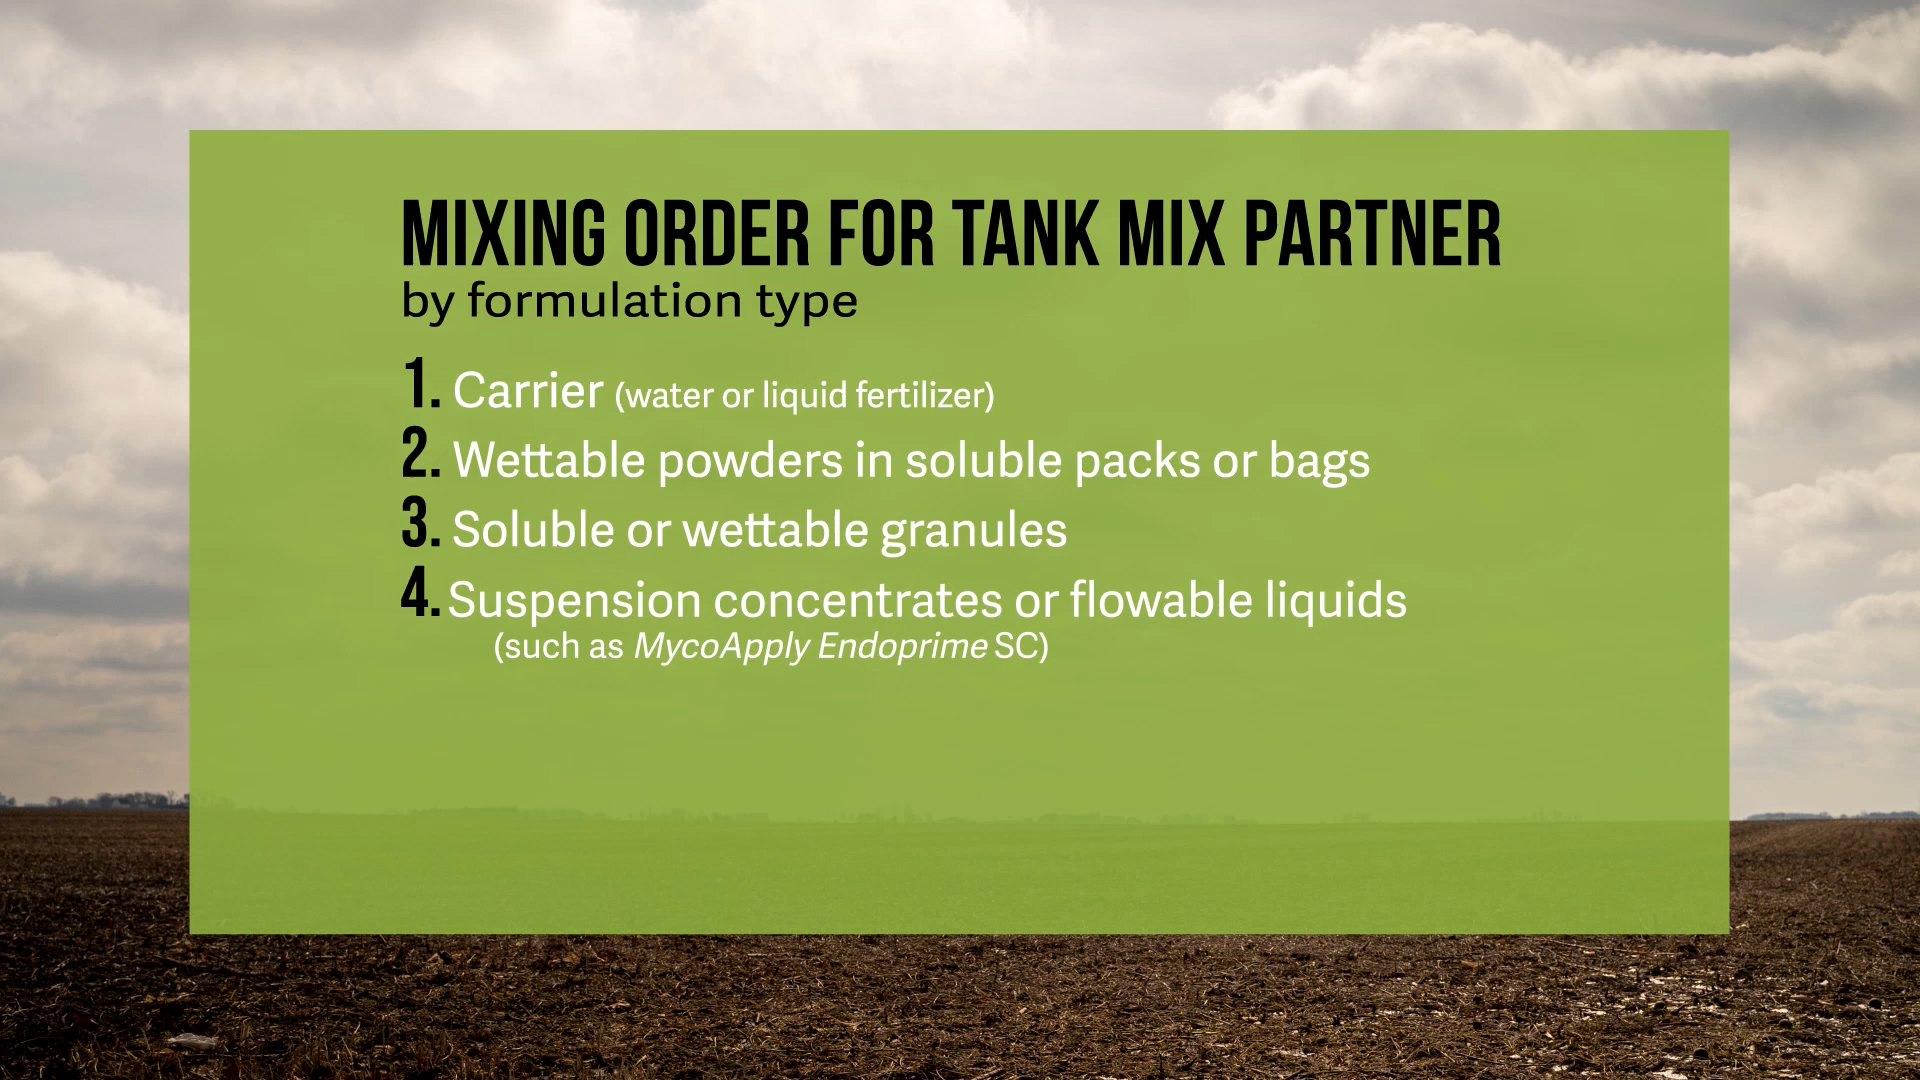 MIXING ORDER FOR TANK MIX PARTNER
by formulation type
1. Carrier (water or liquid fertilizer)
2. Wettable powders in soluble packs or bags
3. Soluble or wettable granules
4. Suspension concentrates or flowable liquids
(such as MycoApply Endoprime SC)